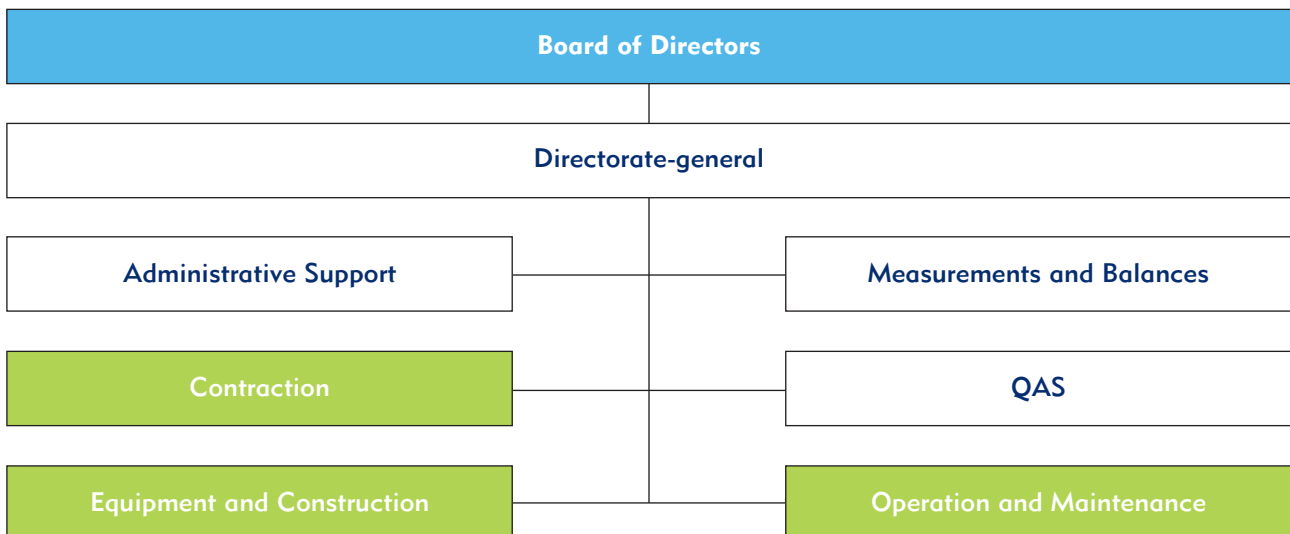 Board of Directors
Directorate-general
Administrative Support
Measurements and Balances
Contraction
QAS
Equipment and Construction
Operation and Maintenance